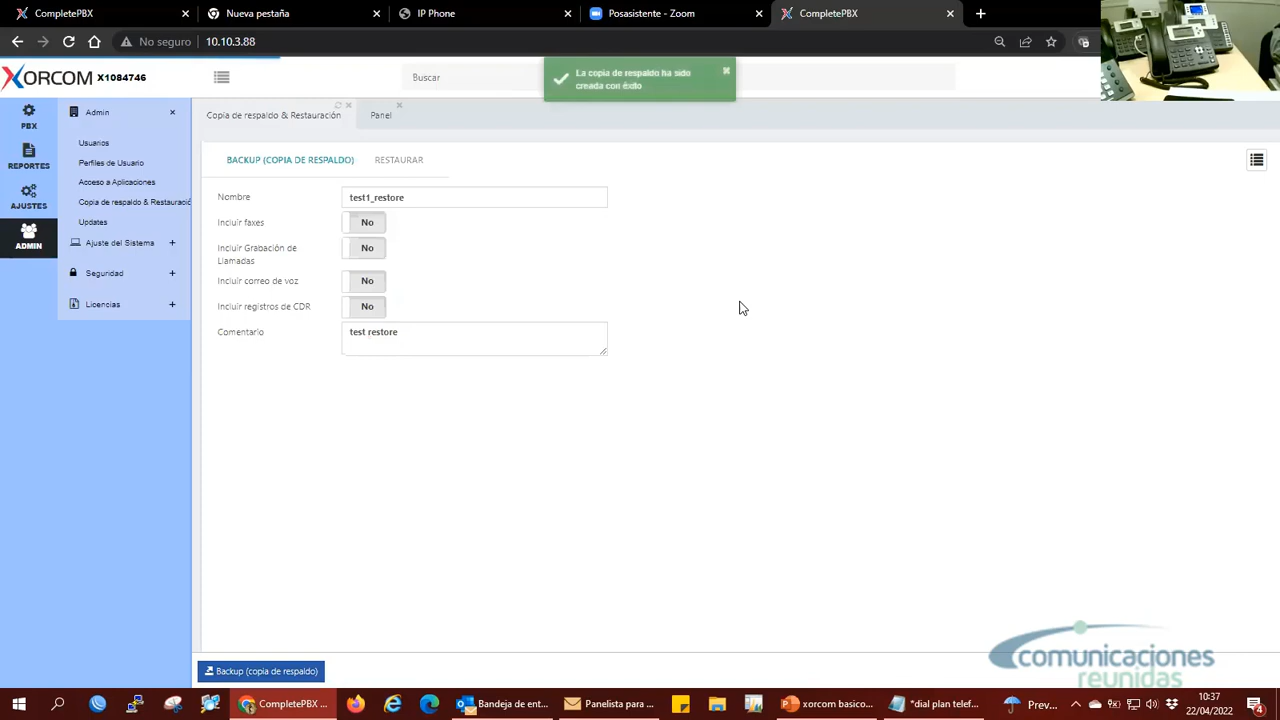 CompletePBX
Nueva pestaña
IP Phone
Posasistente - Zoom
CompletePBX
No seguro
10.10.3.88
XORCOM X1084746
Buscar
La copia de respaldo ha sido
creada con éxito
PBX
REPORTES
AJUSTES
ADMIN
Admin
Usuarios
Perfiles de Usuario
Acceso a Aplicaciones
Copia de respaldo & Restauració
Updates
Ajuste del Sistema
Seguridad
Licencias
Copia de respaldo & Restauración
Panel
BACKUP (COPIA DE RESPALDO)
RESTAURAR
Nombre
test1_restore
Incluir faxes
No
Incluir Grabación de
Llamadas
No
Incluir correo de voz
No
Incluir registros de CDR
No
Comentario
test restore
Backup (copia de respaldo)
comunicaciones
reunidas
CompletePBX ...
Bandeja de ent...
Panelista para ...
xorcom basico...
*dial plan telef...
Prev...
10:37
22/04/2022
4